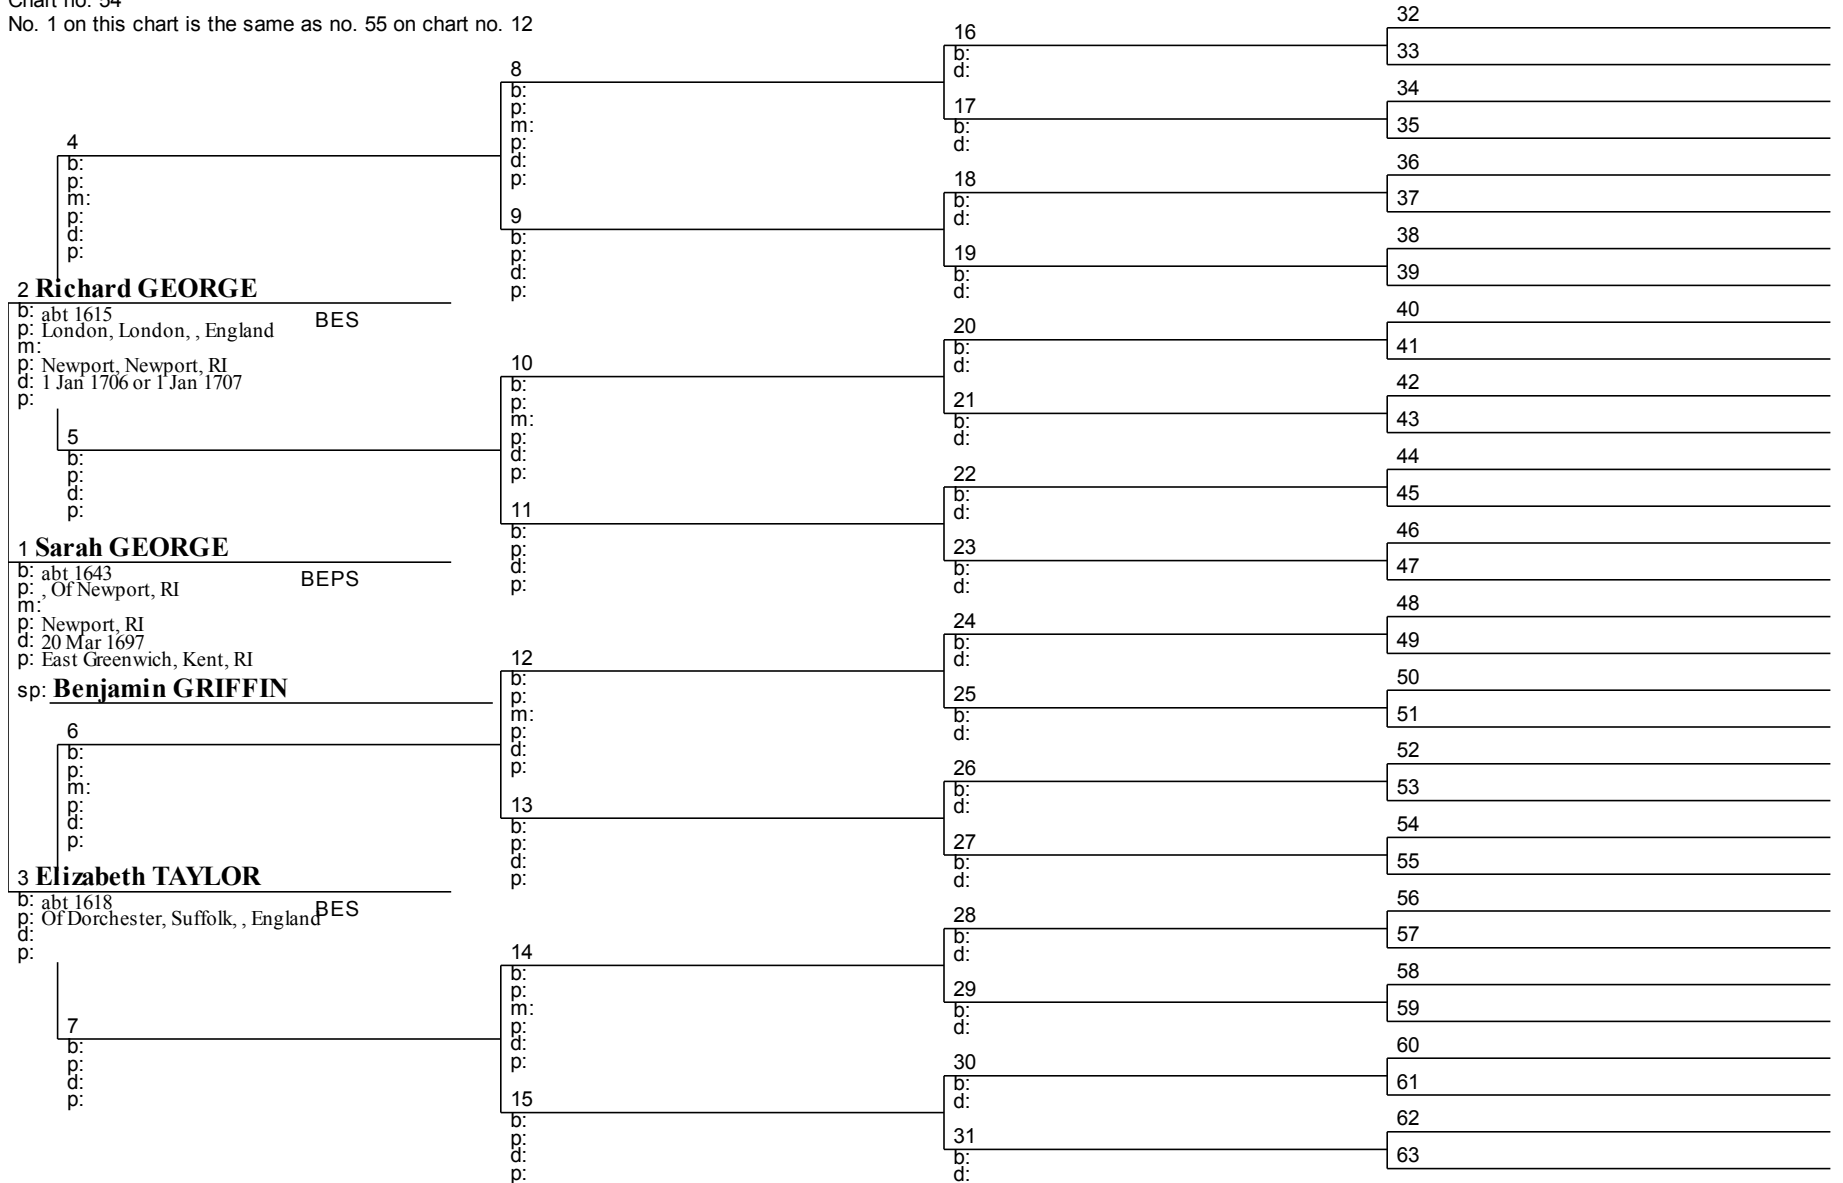 Chart no. 54
No. 1 on this chart is the same as no. 55 on chart no. 12
4
b:
p:
m:
p:
d:
p:
2 Richard GEORGE
b: abt 1615
BES
p: London, London, , England
m:
p: Newport, Newport, RI
d: 1 Jan 1706 or 1 Jan 1707
p:
5
b:
p:
d:
p:
1 Sarah GEORGE
b: abt 1643
BEPS
p: , Of Newport, RI
m:
p: Newport, RI
d: 20 Mar 1697
p: East Greenwich, Kent, RI
sp: Benjamin GRIFFIN
6
b:
p:
m:
p:
d:
p:
3 Elizabeth TAYLOR
b: abt 1618
BES
p: Of Dorchester, Suffolk, , England
d:
p:
7
b:
p:
d:
p:
8
b:
p:
m:
p:
d:
p:
9
b:
p:
d:
p:
10
b:
p:
m:
p:
d:
p:
11
b:
p:
d:
p:
12
b:
p:
m:
p:
d:
p:
13
b:
p:
d:
p:
14
b:
p:
m:
p:
d:
p:
15
b:
p:
d:
p:
16
b:
d:
17
b:
d:
18
b:
d:
19
b:
d:
20
b:
d:
21
b:
d:
22
b:
d:
23
b:
d:
24
b:
d:
25
b:
d:
26
b:
d:
27
b:
d:
28
b:
d:
29
b:
d:
30
b:
d:
31
b:
d:
32
33
34
35
36
37
38
39
40
41
42
43
44
45
46
47
48
49
50
51
52
53
54
55
56
57
58
59
60
61
62
63